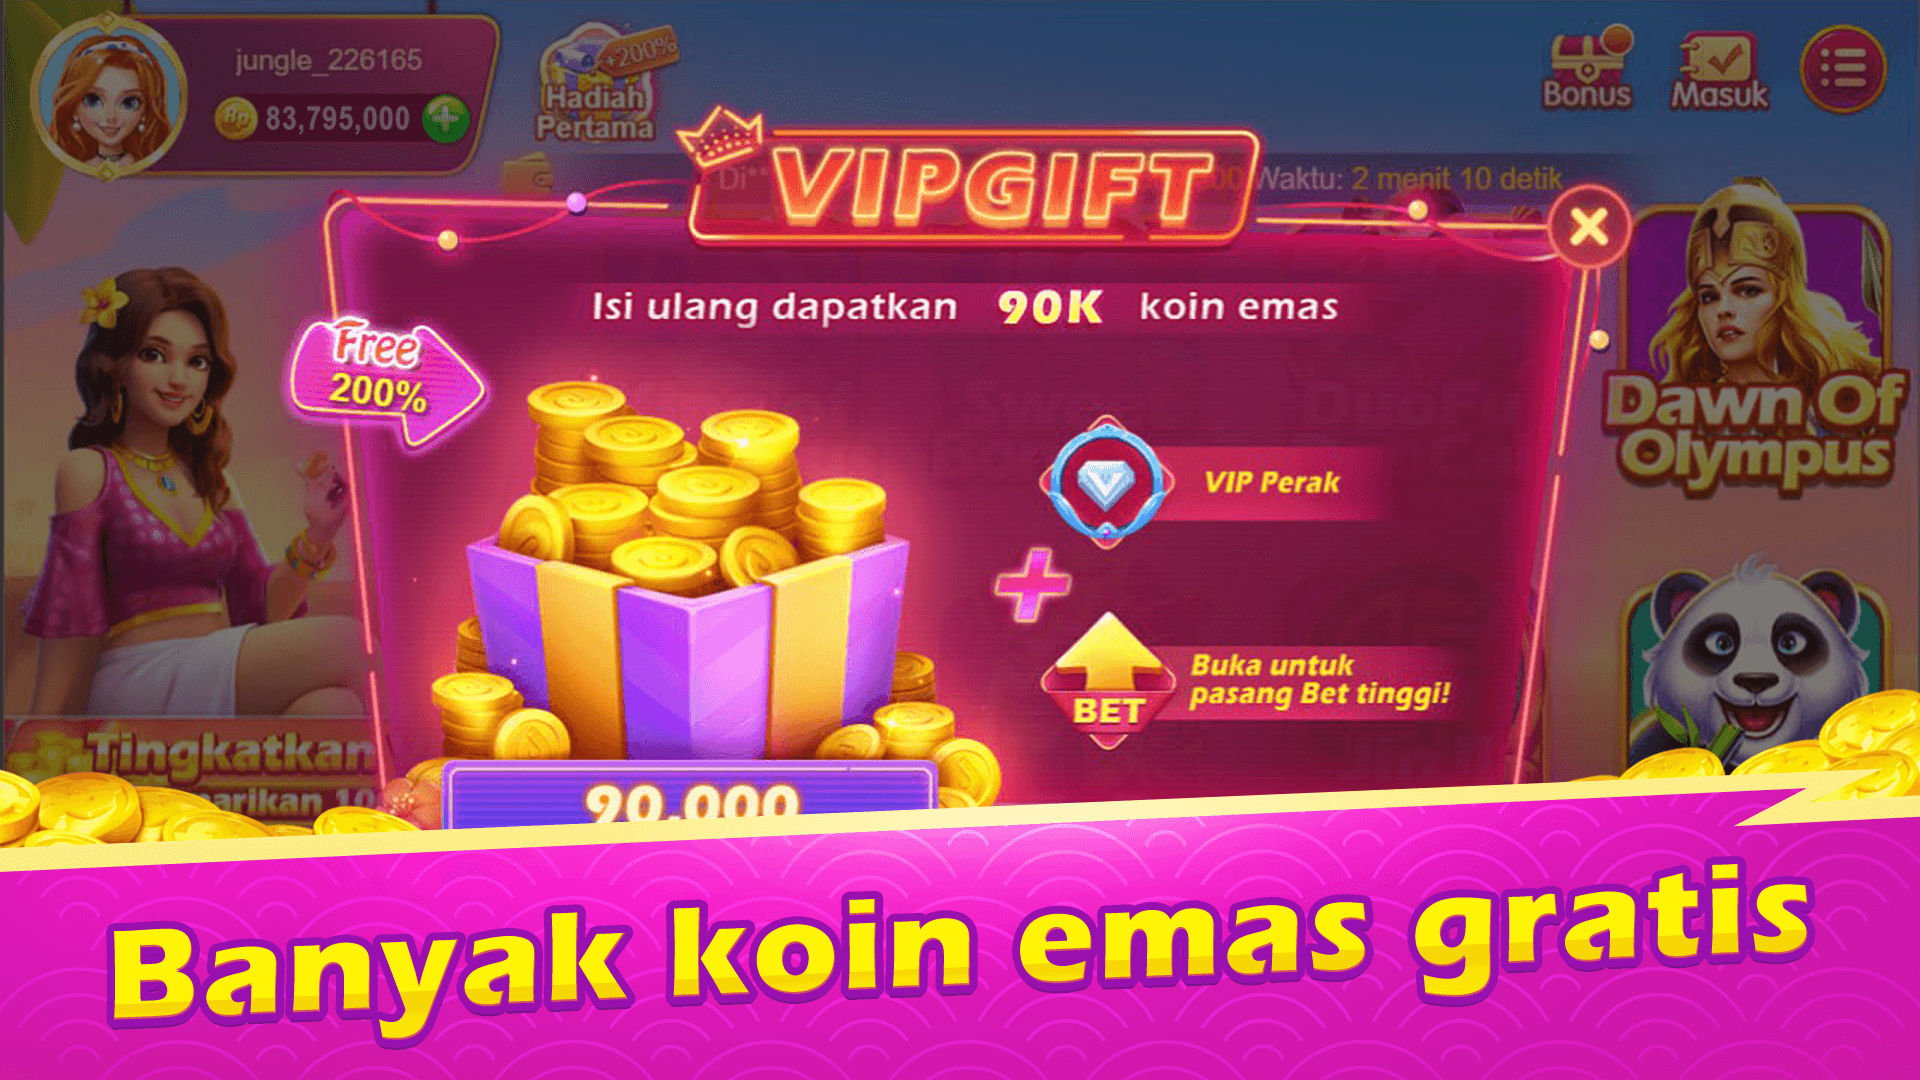 jungle_226165
83,795,000
+200%
Hadiah
Pertama
Bonus
Masuk
VIPGIFT
Waktu: 2 menit 10 detik
Isi ulang dapatkan 90K koin emas
Free
200%
VIP Perak
BET
Buka untuk
pasang Bet tinggi!
90.000
Dawn Of
Olympus
Tingkatkan
Banyak koin emas gratis